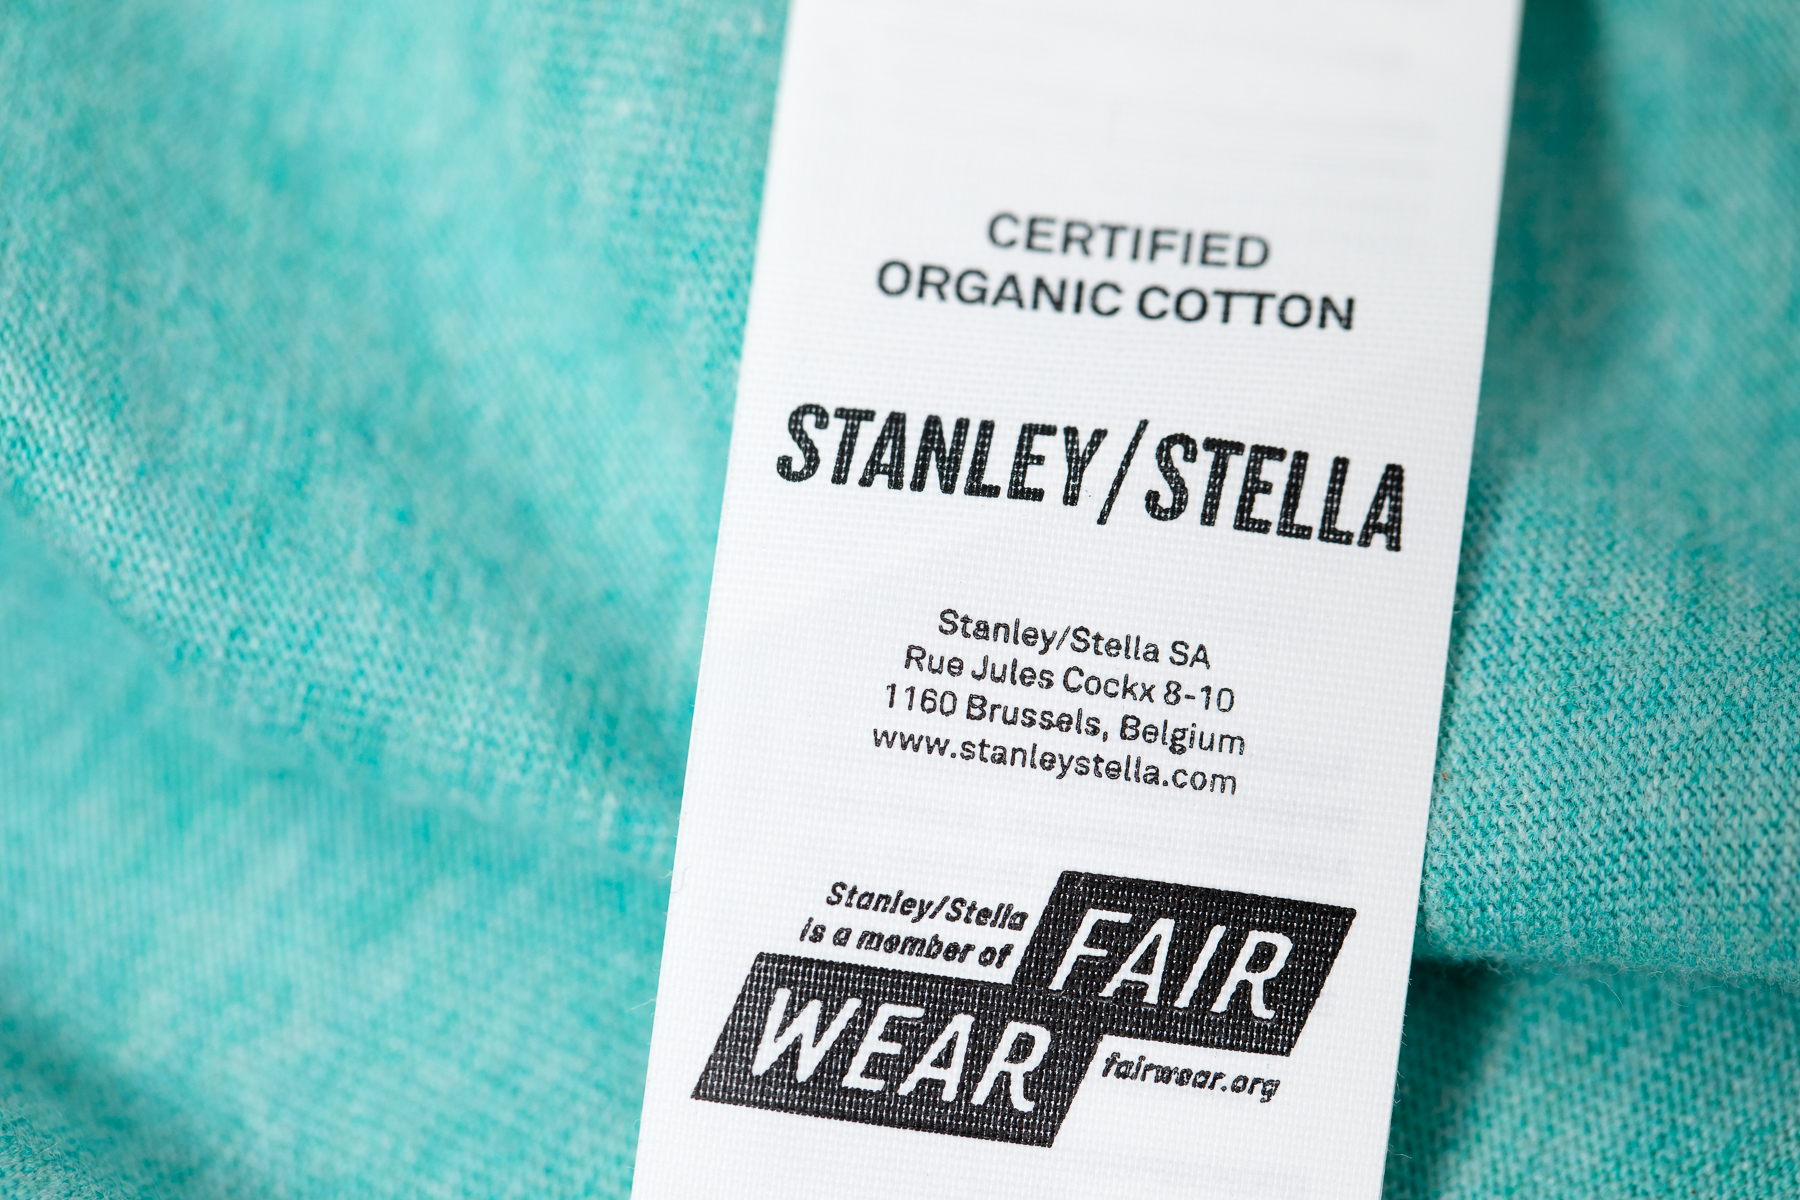 CERTIFIED
ORGANIC COTTON
STANLEY/STELLA
Stanley/Stella SA
Rue Jules Cockx 8-10
1160 Brussels, Belgium
www.stanleystella.com
Stanley/Stella
is a member of
FAIR
WEAR
fairwear.org